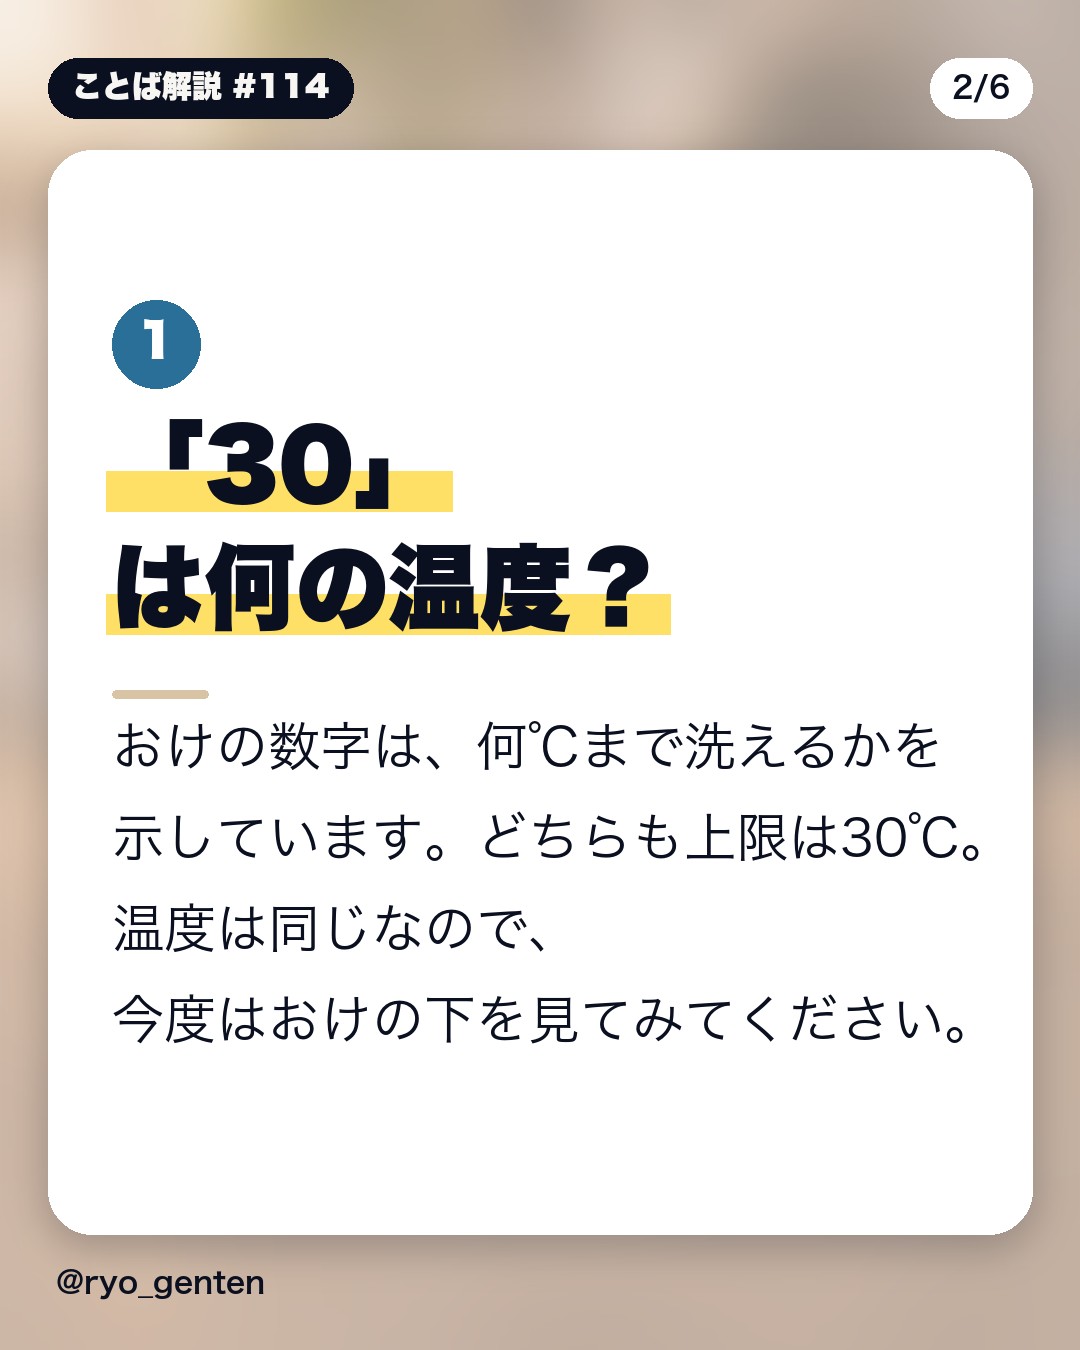 ことば解説 #114
2/6
1
「30」
は何の温度？
おけの数字は、何℃まで洗えるかを
示しています。どちらも上限は30℃。
温度は同じなので、
今度はおけの下を見てみてください。
@ryo_genten